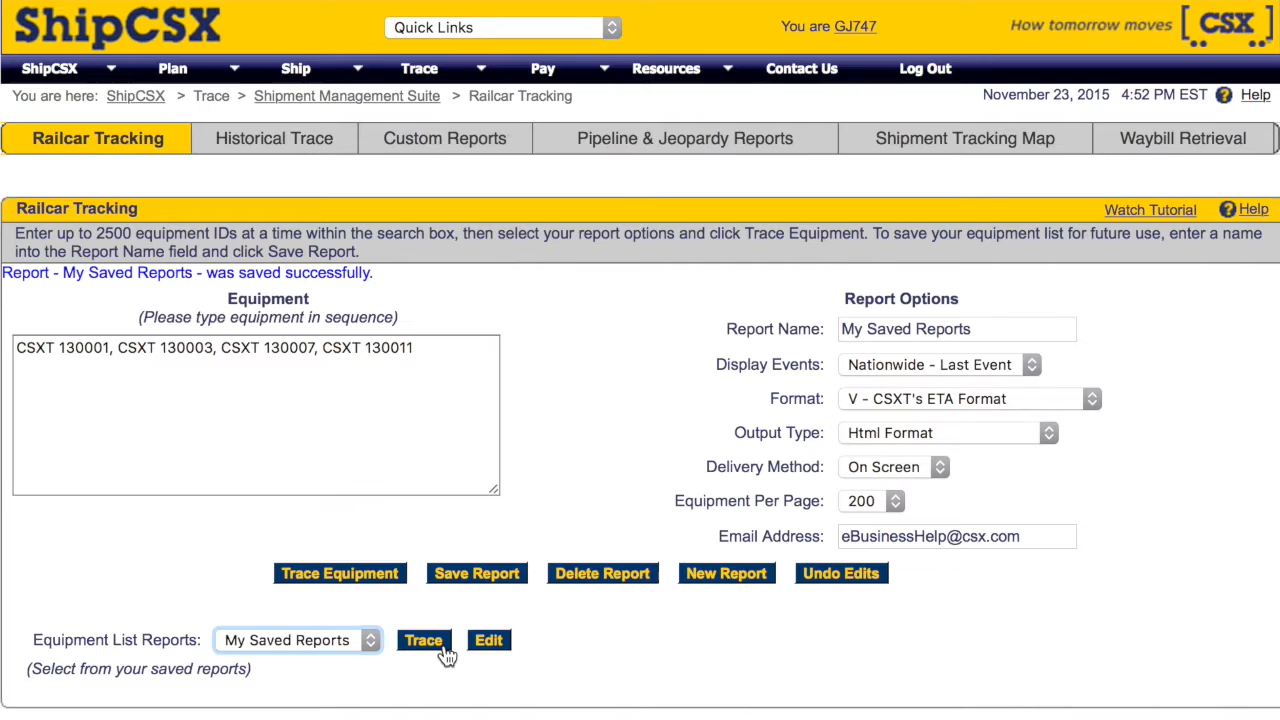 ShipCSX
Quick Links
You are GJ747
How tomorrow moves [CSX]
ShipCSX Plan Ship Trace Pay Resources Contact Us Log Out
You are here: ShipCSX > Trace > Shipment Management Suite > Railcar Tracking
November 23, 2015 4:52 PM EST ? Help
Railcar Tracking Historical Trace Custom Reports Pipeline & Jeopardy Reports Shipment Tracking Map Waybill Retrieval
Railcar Tracking
Watch Tutorial ? Help
Enter up to 2500 equipment IDs at a time within the search box, then select your report options and click Trace Equipment. To save your equipment list for future use, enter a name
into the Report Name field and click Save Report.
Report - My Saved Reports - was saved successfully.
Equipment
(Please type equipment in sequence)
CSXT 130001, CSXT 130003, CSXT 130007, CSXT 130011
Report Options
Report Name: My Saved Reports
Display Events: Nationwide - Last Event
Format: V - CSXT's ETA Format
Output Type: Html Format
Delivery Method: On Screen
Equipment Per Page: 200
Email Address: eBusinessHelp@csx.com
Trace Equipment Save Report Delete Report New Report Undo Edits
Equipment List Reports: My Saved Reports Trace Edit
(Select from your saved reports)